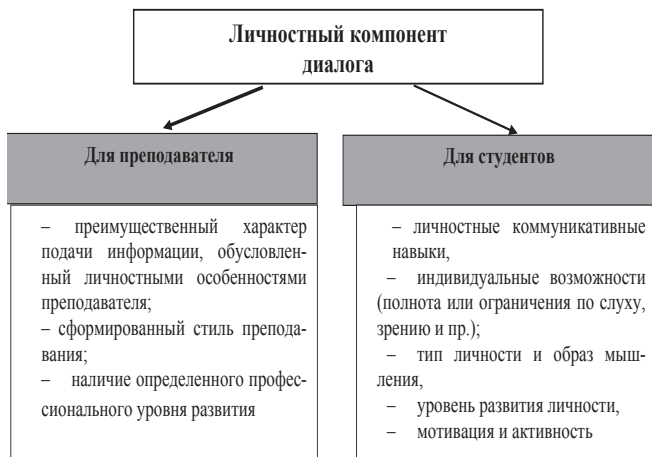 Личностный компонент
диалога
Для преподавателя
– преимущественный характер
подачи информации, обусловлен-
ный личностными особенностями
преподавателя;
– сформированный стиль препода-
вания;
– наличие определенного профес-
сионального уровня развития
Для студентов
– личностные коммуникативные
навыки,
– индивидуальные возможности
(полнота или ограничения по слуху,
зрению и пр.);
– тип личности и образ мыш-
ления,
– уровень развития личности,
– мотивация и активность